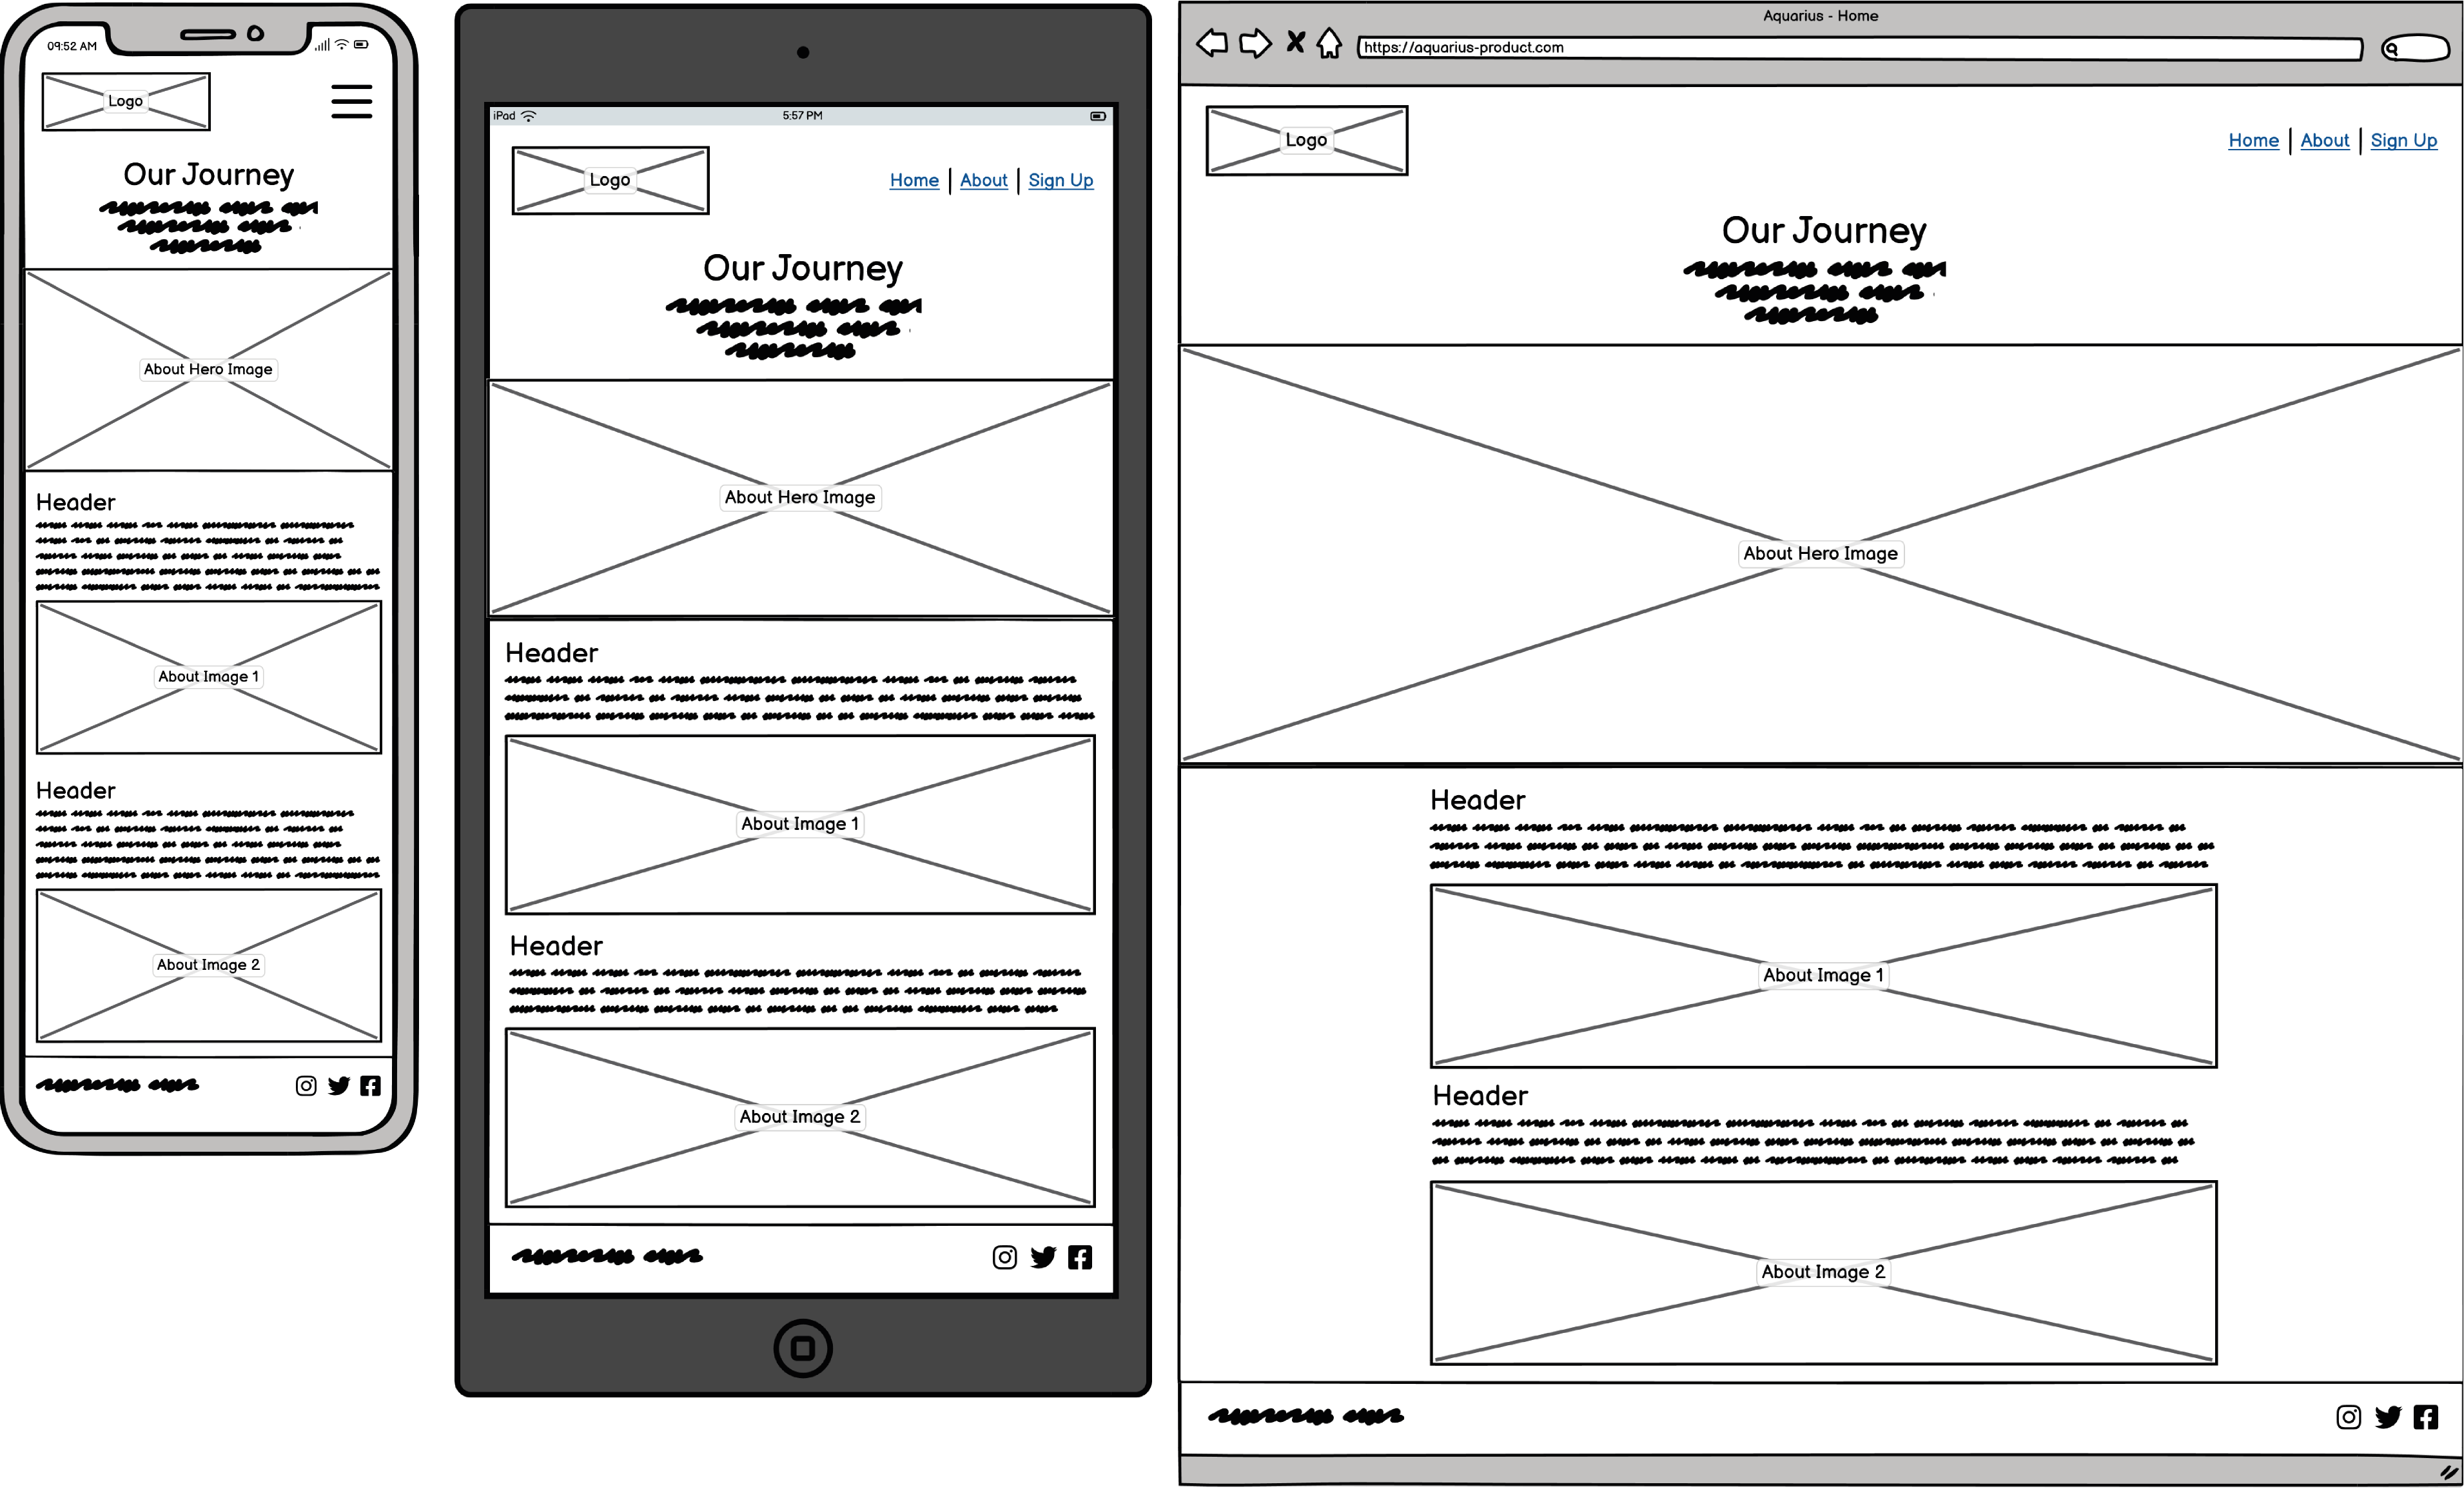 09:52 AM
Logo
Our Journey
About Hero Image
Header
About Image 1
Header
About Image 2
iPad
5:57 PM
Logo
Home | About | Sign Up
Our Journey
About Hero Image
Header
About Image 1
Header
About Image 2
Aquarius - Home
https://aquarius-product.com
Logo
Home | About | Sign Up
Our Journey
About Hero Image
Header
About Image 1
Header
About Image 2